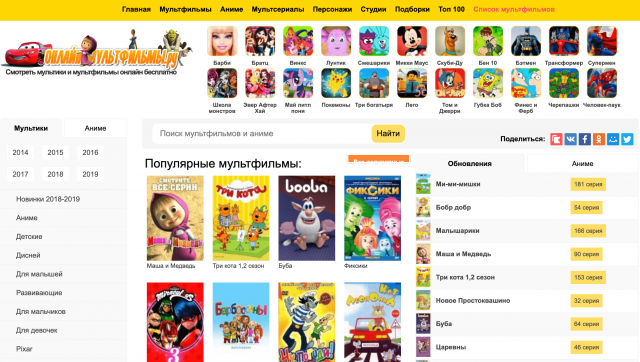 Главная Мультфильмы Аниме Мультсериалы Персонажи Студии Подборки Топ 100 Список мультфильмов
ОНЛАЙН МУЛЬТФИЛЬМЫ.РУ
Смотреть мультики и мультфильмы онлайн бесплатно
Барби Братц Винкс Лунтик Смешарики Микки Маус Скуби-Ду Бен 10 Бэтмен Трансформер Супермен
Школа монстров Эвер Афтер Хай Май литл пони Покемоны Три богатыря Лего Том и Джерри Губка Боб Финес и Ферб Черепашки Человек-паук
Мультики Аниме
2014 2015 2016
2017 2018 2019
Новинки 2018-2019
Аниме
Детские
Дисней
Для малышей
Развивающие
Для мальчиков
Для девочек
Pixar
Поиск мультфильмов и аниме Найти
Поделиться:
Популярные мультфильмы:
СМОТРИТЕ ВСЕ СЕРИИ
Маша и Медведь
ТРИ КОТА
booba
ФИКСИКИ
Маша и Медведь Три кота 1,2 сезон Буба Фиксики
3
Барбоскины
Ну, погоди!
Обновления Аниме
Ми-ми-мишки 181 серия
Бобр добр 54 серия
Малышарики 166 серия
Маша и Медведь 90 серия
Три кота 1,2 сезон 153 серия
Новое Простоквашино 32 серия
Буба 64 серия
Царевны 46 серия